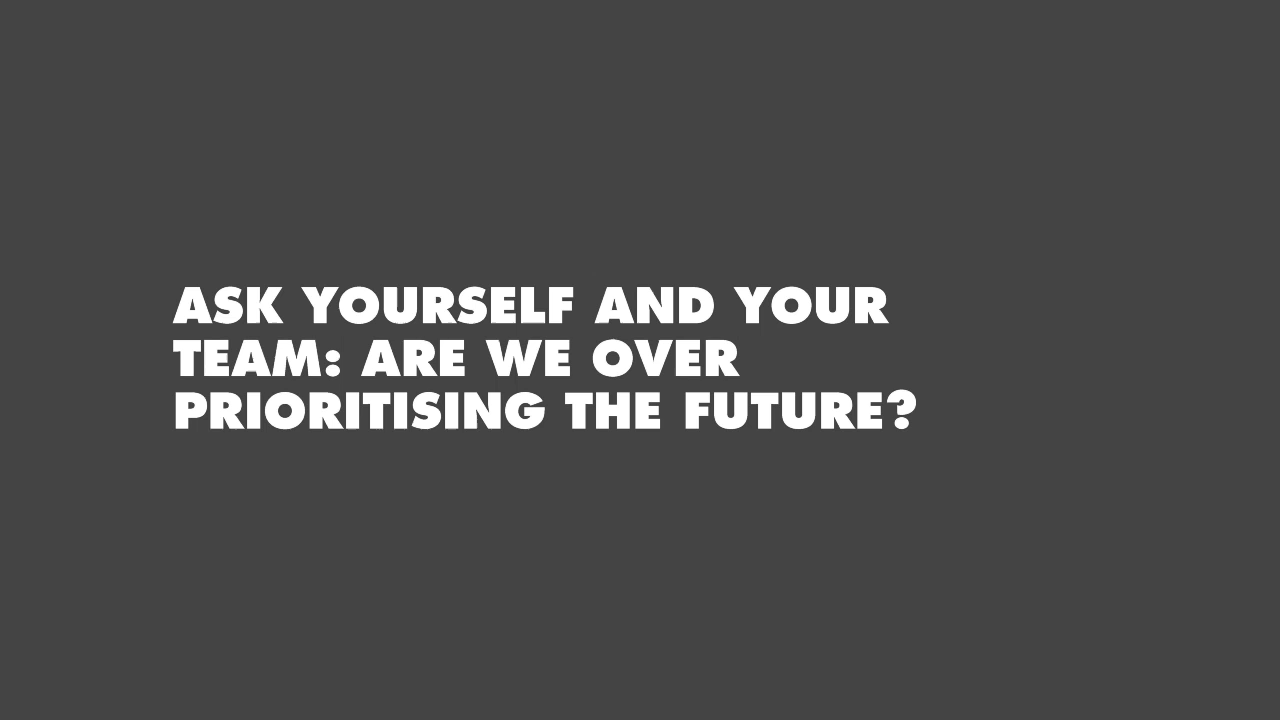 ASK YOURSELF AND YOUR
TEAM: ARE WE OVER
PRIORITISING THE FUTURE?